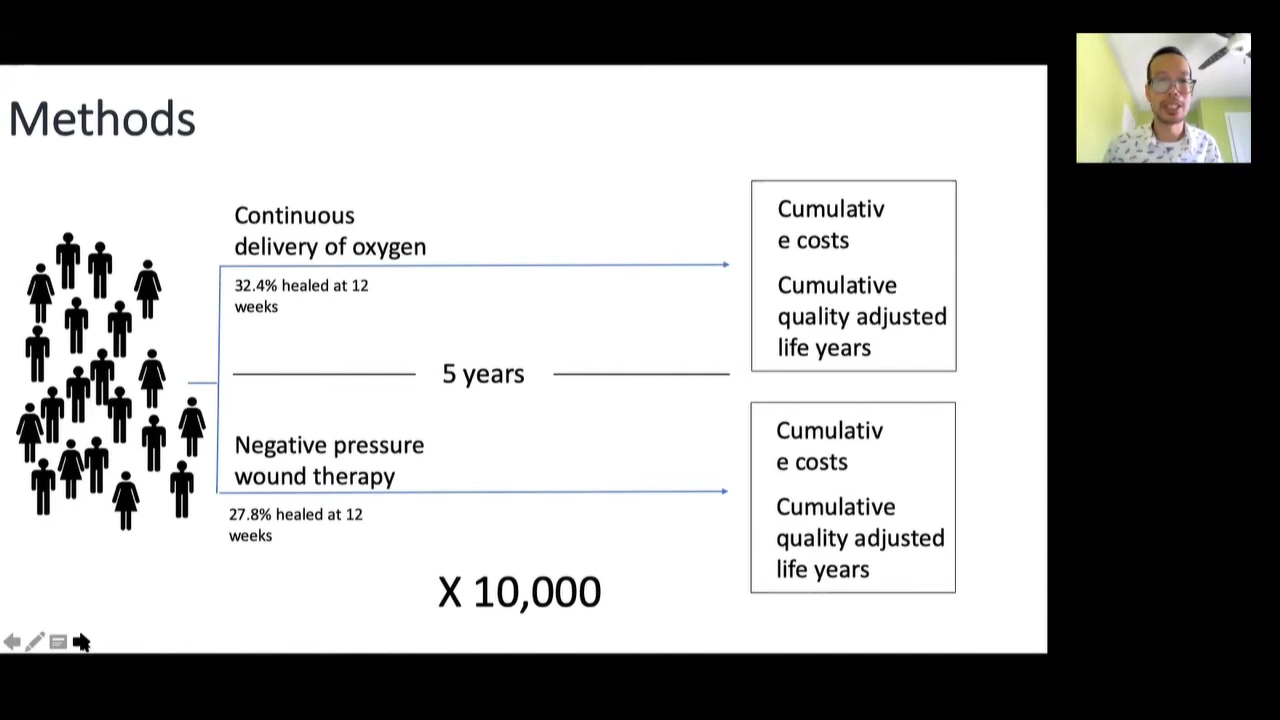 Methods
Continuous
delivery of oxygen
32.4% healed at 12
weeks
Cumulativ
e costs
Cumulative
quality adjusted
life years
5 years
Negative pressure
wound therapy
27.8% healed at 12
weeks
Cumulativ
e costs
Cumulative
quality adjusted
life years
X 10,000